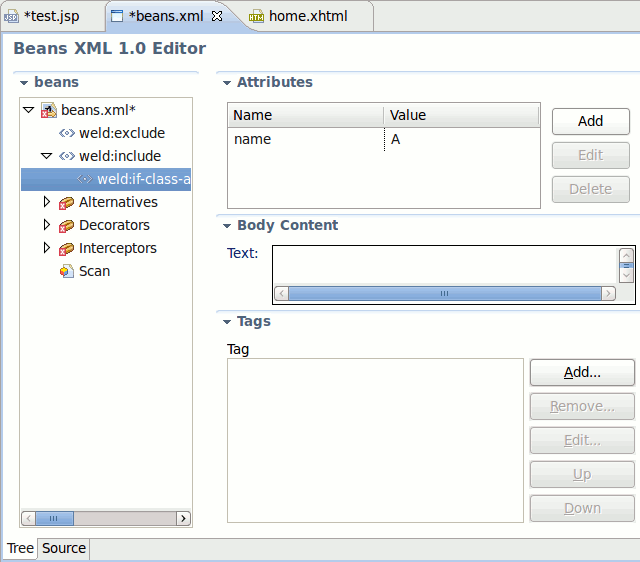 *test.jsp
*beans.xml
home.xhtml
Beans XML 1.0 Editor
beans
beans.xml*
weld:exclude
weld:include
weld:if-class-a
Alternatives
Decorators
Interceptors
Scan
Attributes
Name Value
name A
Add
Edit
Delete
Body Content
Text:
Tags
Tag
Add...
Remove...
Edit...
Up
Down
Tree Source